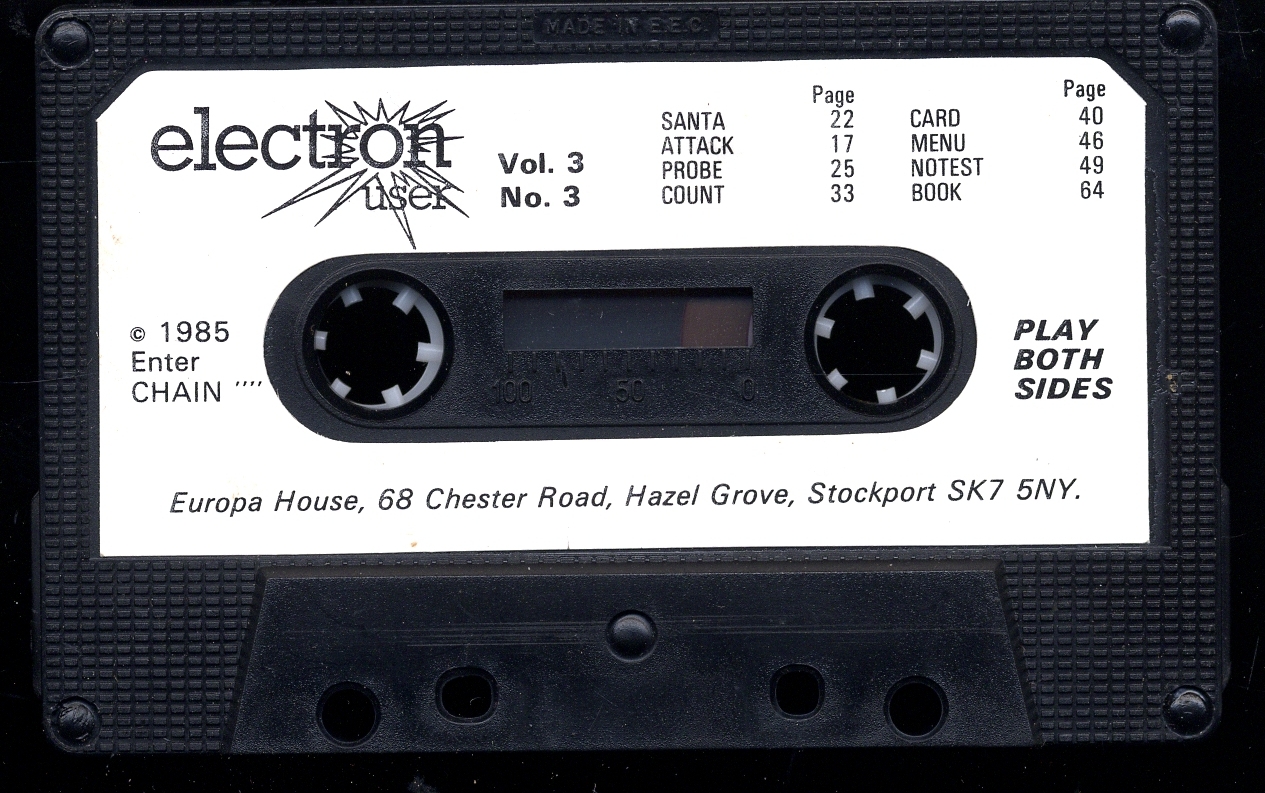 MADE IN E.E.C.
electron
user
Vol. 3
No. 3
Page Page
SANTA 22 CARD 40
ATTACK 17 MENU 46
PROBE 25 NOTEST 49
COUNT 33 BOOK 64
© 1985
Enter
CHAIN ""
100 50 0
PLAY
BOTH
SIDES
Europa House, 68 Chester Road, Hazel Grove, Stockport SK7 5NY.